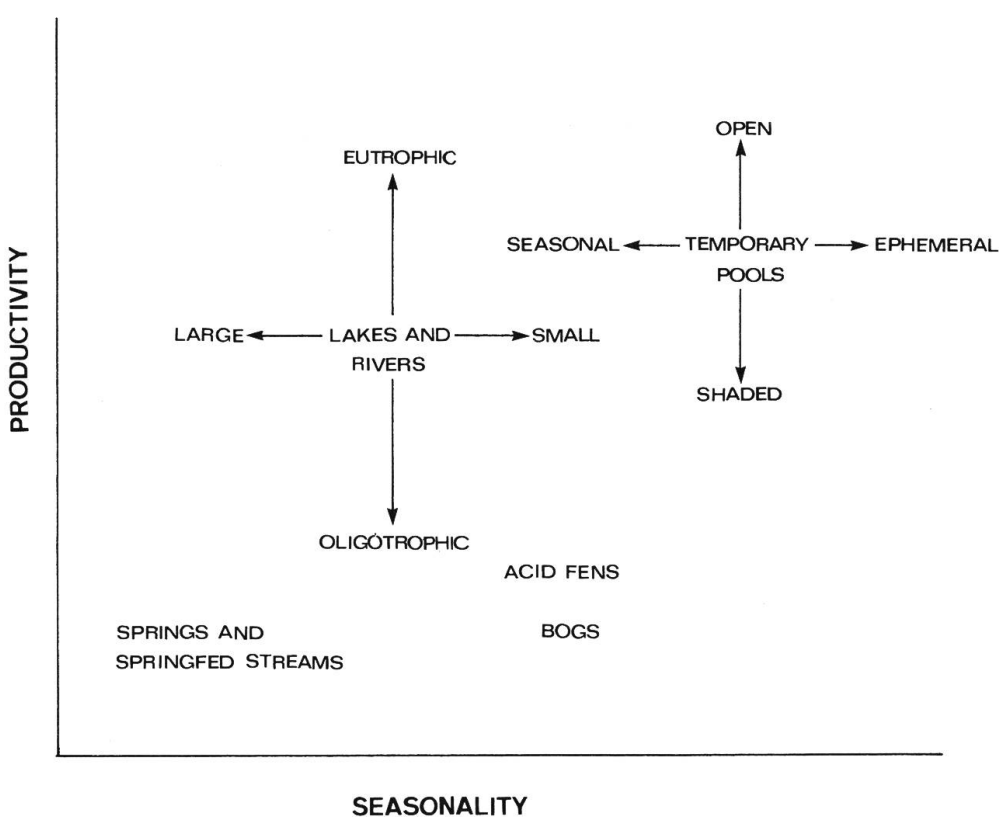 OPEN
EUTROPHIC
SEASONAL TEMPORARY EPHEMERAL
POOLS
LARGE LAKES AND SMALL
RIVERS
SHADED
OLIGOTROPHIC
ACID FENS
SPRINGS AND BOGS
SPRINGFED STREAMS
PRODUCTIVITY
SEASONALITY